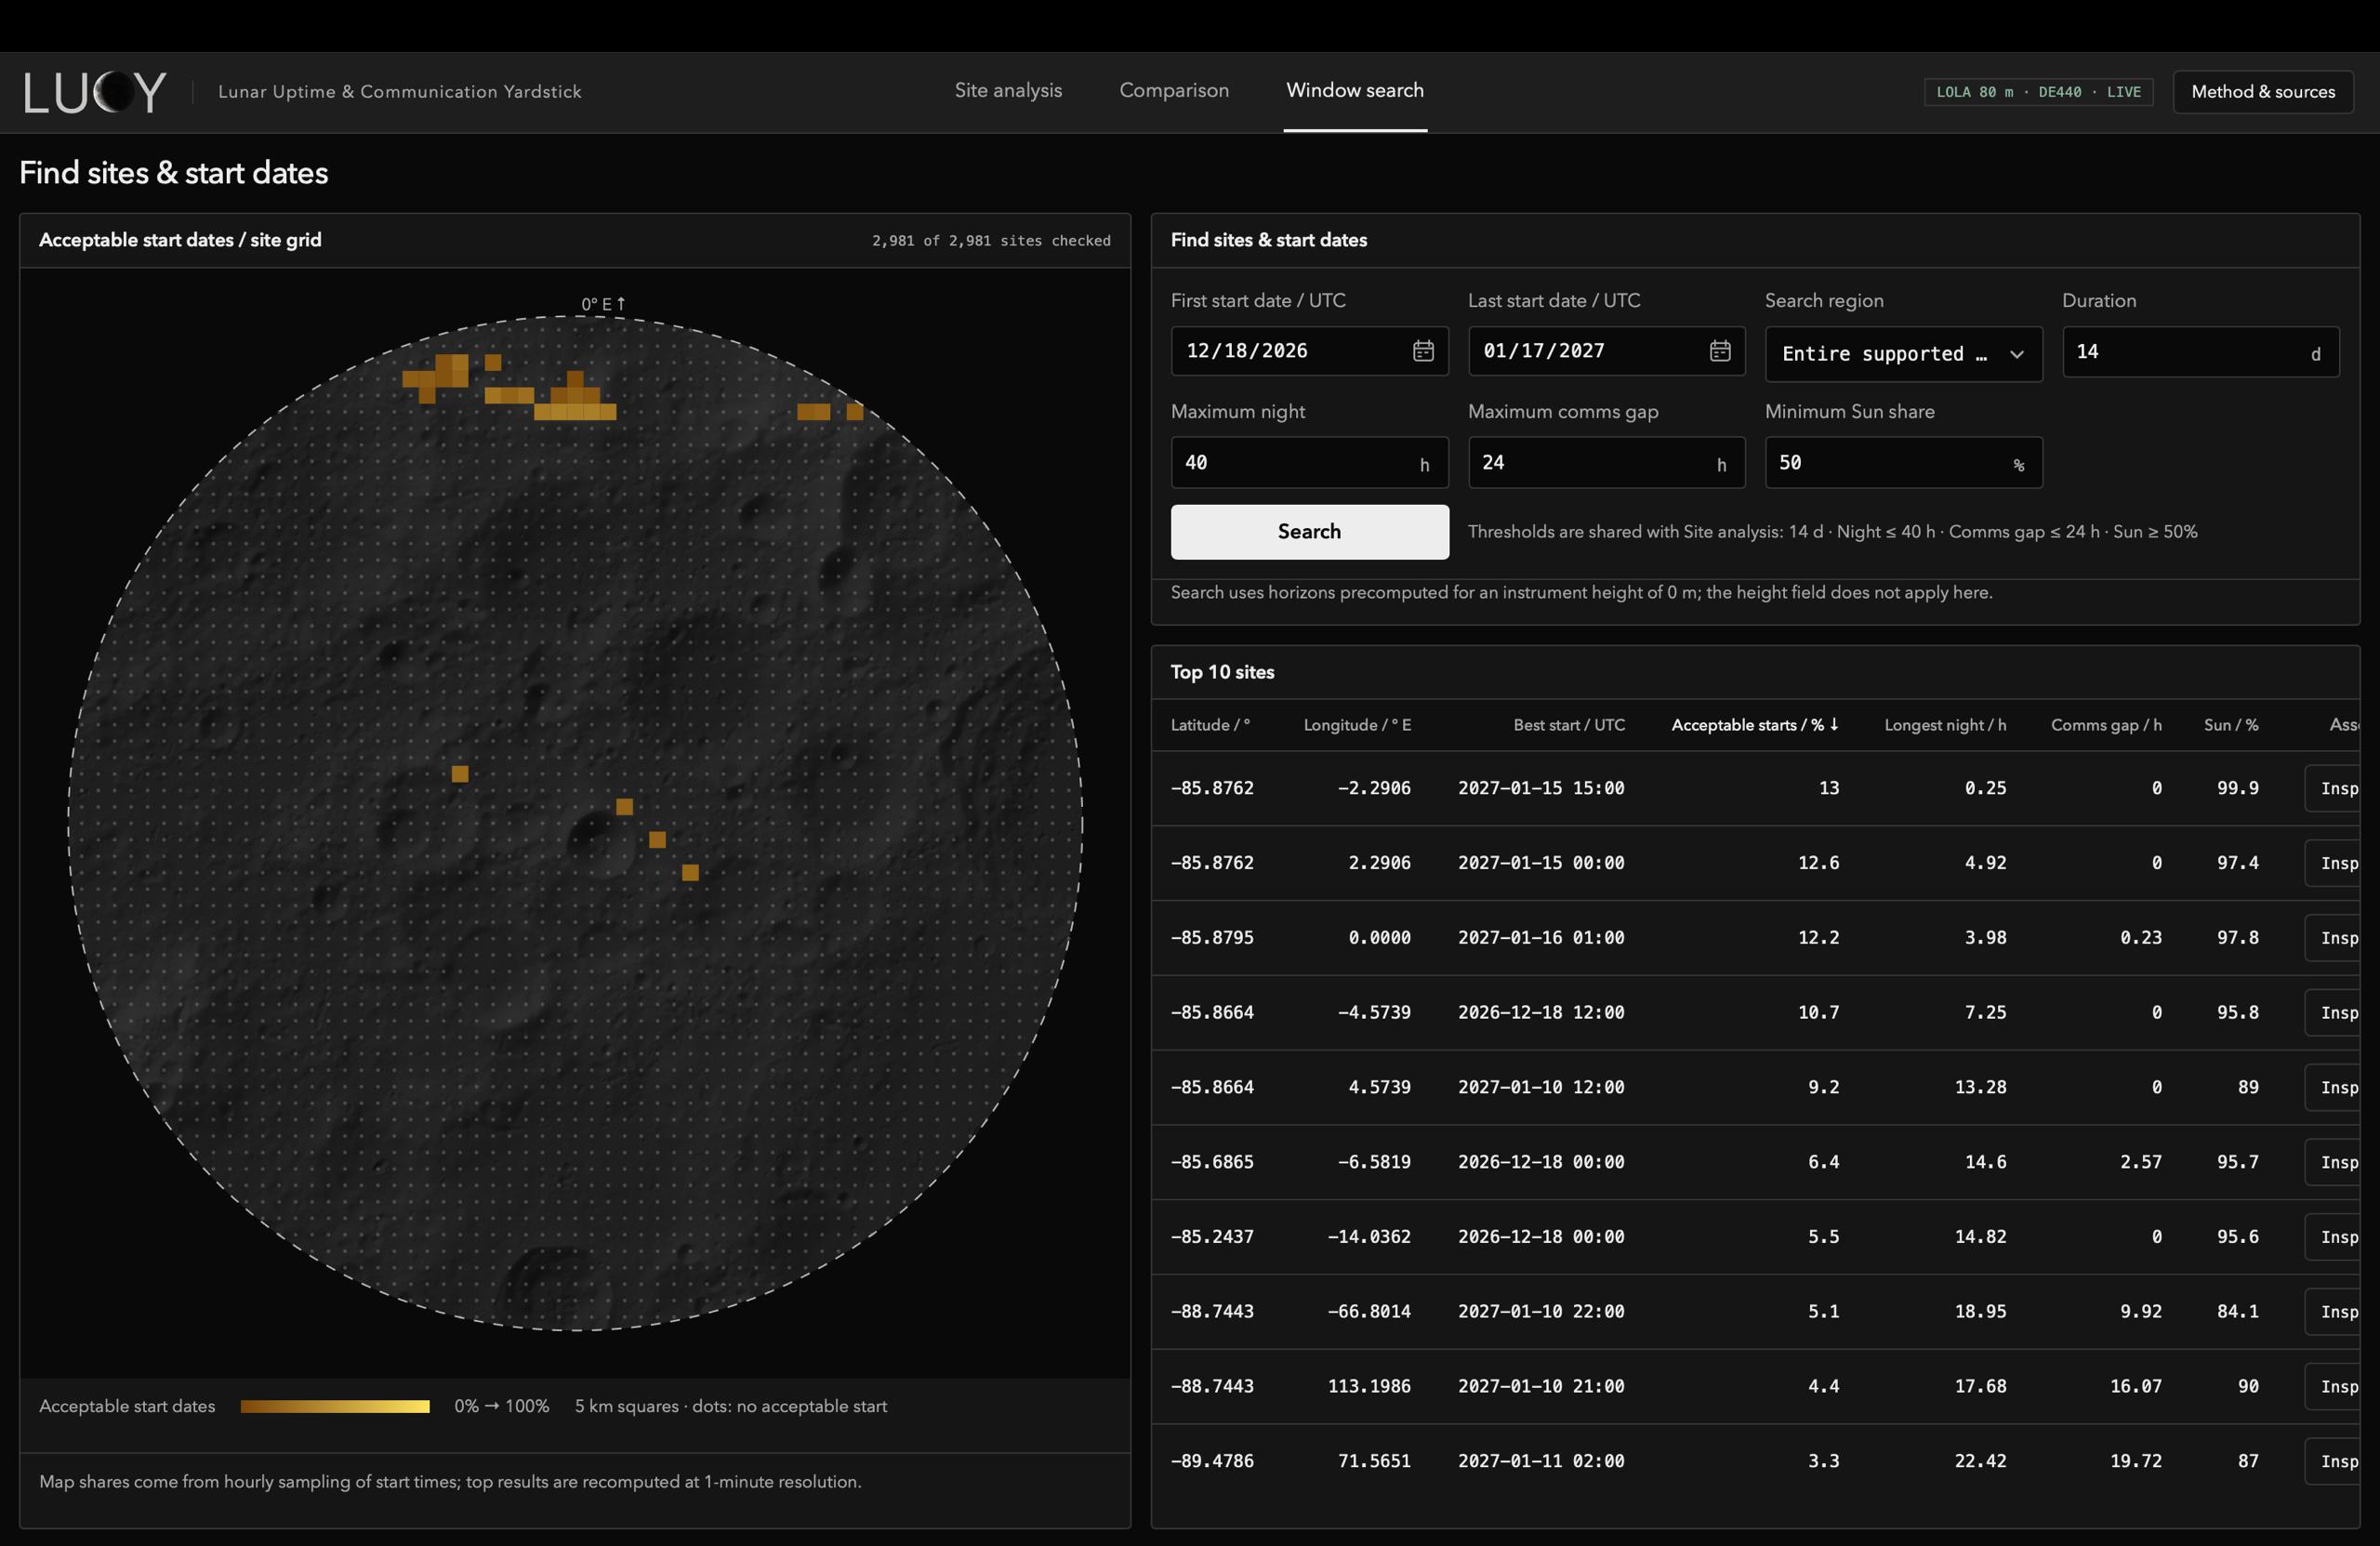 LUCY
Lunar Uptime & Communication Yardstick
Site analysis
Comparison
Window search
LOLA 80 m · DE440 · LIVE
Method & sources
Find sites & start dates
Acceptable start dates / site grid
2,981 of 2,981 sites checked
0° E ↑
Acceptable start dates
0% → 100%
5 km squares · dots: no acceptable start
Map shares come from hourly sampling of start times; top results are recomputed at 1-minute resolution.
Find sites & start dates
First start date / UTC
Last start date / UTC
Search region
Duration
12/18/2026
01/17/2027
Entire supported …
14 d
Maximum night
Maximum comms gap
Minimum Sun share
40 h
24 h
50 %
Search
Thresholds are shared with Site analysis: 14 d · Night ≤ 40 h · Comms gap ≤ 24 h · Sun ≥ 50%
Search uses horizons precomputed for an instrument height of 0 m; the height field does not apply here.
Top 10 sites
Latitude / ° Longitude / ° E Best start / UTC Acceptable starts / % ↓ Longest night / h Comms gap / h Sun / % Ass
−85.8762 −2.2906 2027−01−15 15:00 13 0.25 0 99.9 Insp
−85.8762 2.2906 2027−01−15 00:00 12.6 4.92 0 97.4 Insp
−85.8795 0.0000 2027−01−16 01:00 12.2 3.98 0.23 97.8 Insp
−85.8664 −4.5739 2026−12−18 12:00 10.7 7.25 0 95.8 Insp
−85.8664 4.5739 2027−01−10 12:00 9.2 13.28 0 89 Insp
−85.6865 −6.5819 2026−12−18 00:00 6.4 14.6 2.57 95.7 Insp
−85.2437 −14.0362 2026−12−18 00:00 5.5 14.82 0 95.6 Insp
−88.7443 −66.8014 2027−01−10 22:00 5.1 18.95 9.92 84.1 Insp
−88.7443 113.1986 2027−01−10 21:00 4.4 17.68 16.07 90 Insp
−89.4786 71.5651 2027−01−11 02:00 3.3 22.42 19.72 87 Insp